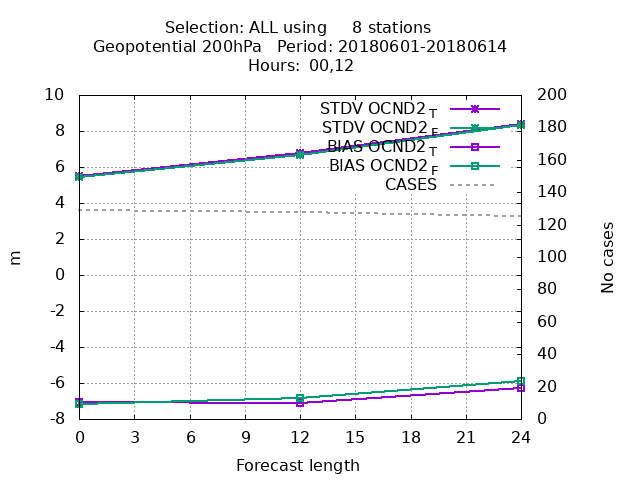 Selection: ALL using 8 stations
Geopotential 200hPa Period: 20180601-20180614
Hours: 00,12
STDV OCND2_T
STDV OCND2_F
BIAS OCND2_T
BIAS OCND2_F
CASES
10
8
6
4
2
0
-2
-4
-6
-8
m
200
180
160
140
120
100
80
60
40
20
0
No cases
0 3 6 9 12 15 18 21 24
Forecast length